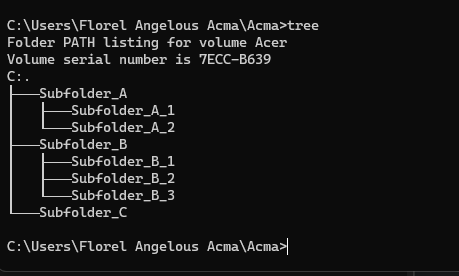 C:\Users\Florel Angelous Acma\Acma>tree
Folder PATH listing for volume Acer
Volume serial number is 7ECC-B639
C:.
├───Subfolder_A
│   ├───Subfolder_A_1
│   └───Subfolder_A_2
├───Subfolder_B
│   ├───Subfolder_B_1
│   ├───Subfolder_B_2
│   └───Subfolder_B_3
└───Subfolder_C
C:\Users\Florel Angelous Acma\Acma>